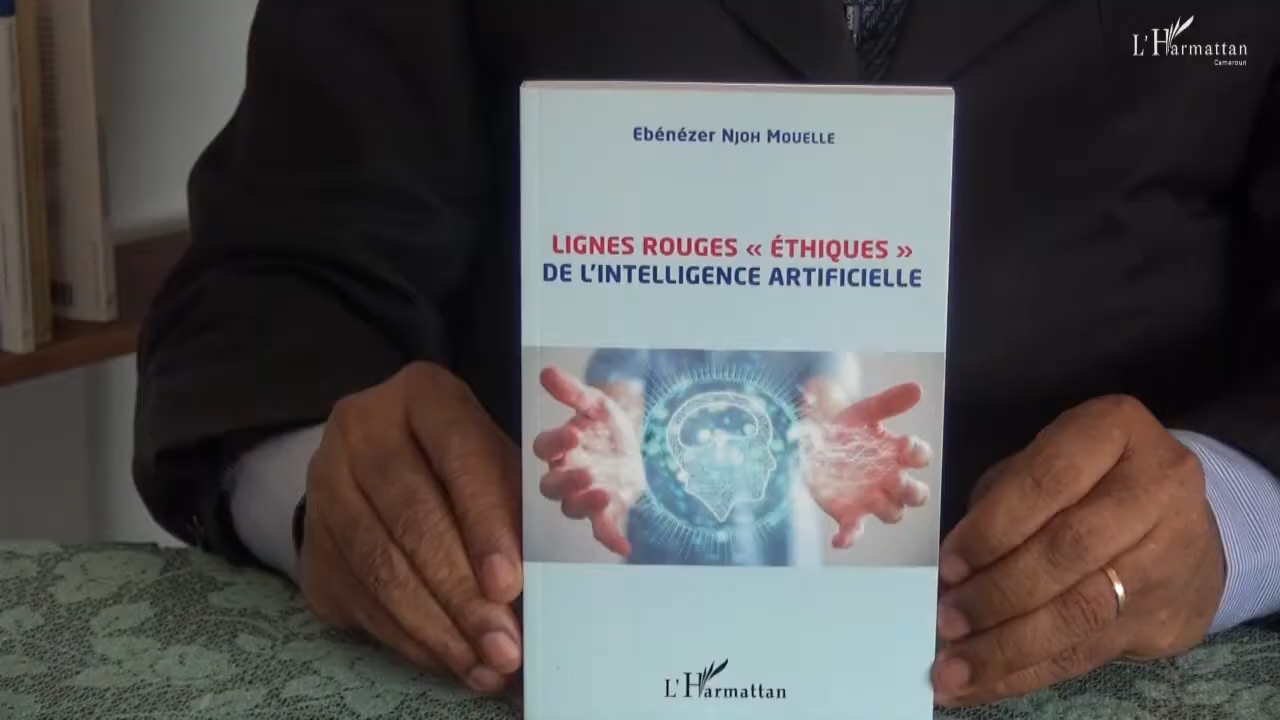 L'Harmattan
Cameroun
Ebénézer NJOH MOUELLE
LIGNES ROUGES « ÉTHIQUES »
DE L'INTELLIGENCE ARTIFICIELLE
L'Harmattan